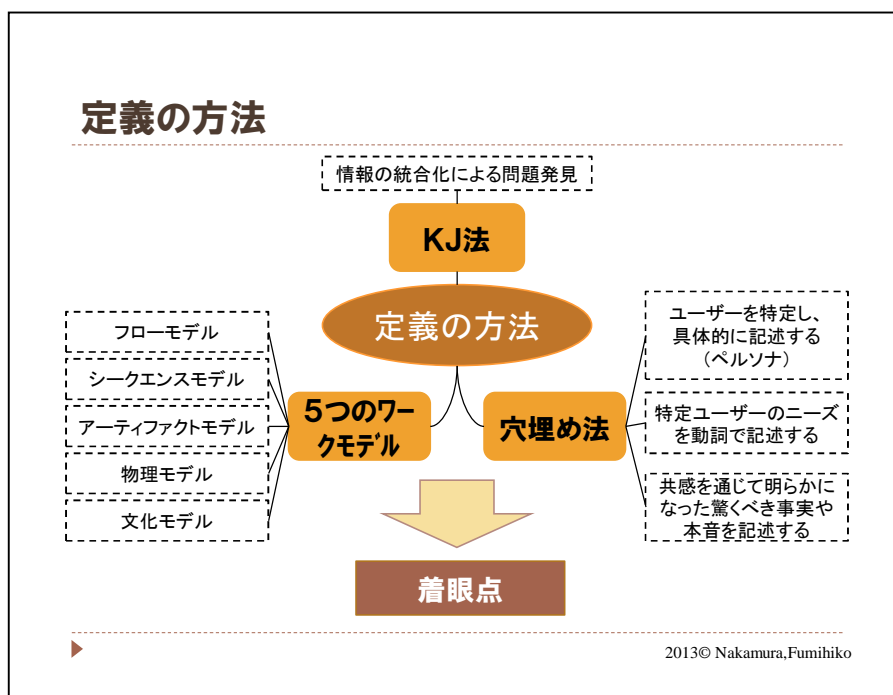 定義の方法
情報の統合化による問題発見
KJ法
定義の方法
フローモデル
シークエンスモデル
アーティファクトモデル
物理モデル
文化モデル
5つのワー
クモデル
穴埋め法
ユーザーを特定し、
具体的に記述する
(ペルソナ)
特定ユーザーのニーズ
を動詞で記述する
共感を通じて明らかに
なった驚くべき事実や
本音を記述する
着眼点
2013© Nakamura,Fumihiko